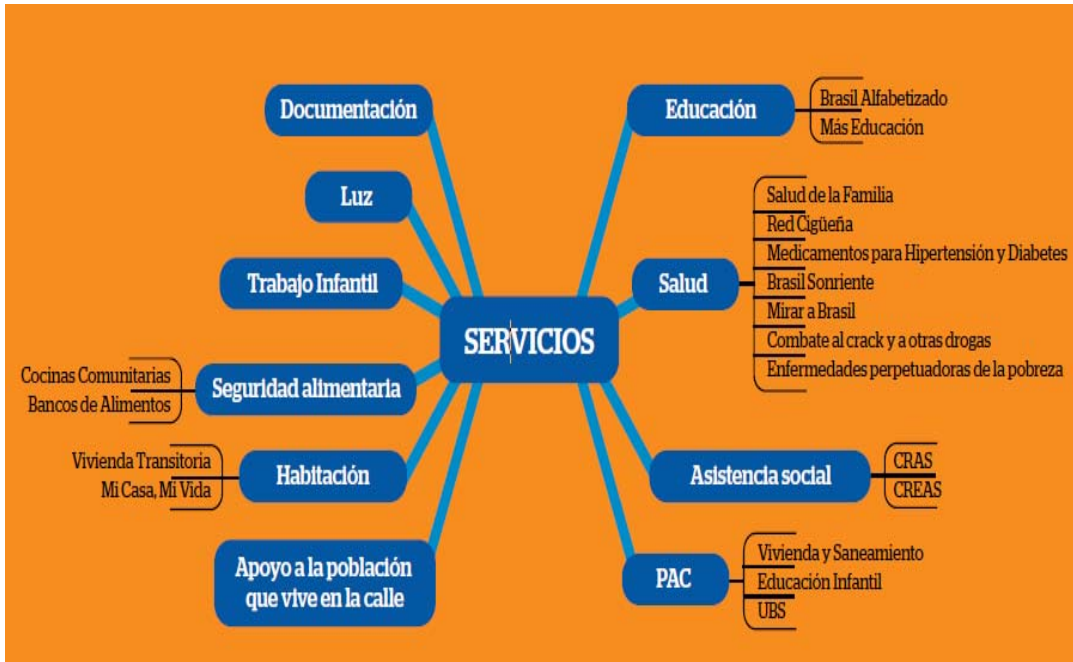 SERVICIOS
Documentación
Luz
Trabajo Infantil
Seguridad alimentaria
Cocinas Comunitarias
Bancos de Alimentos
Habitación
Vivienda Transitoria
Mi Casa, Mi Vida
Apoyo a la población
que vive en la calle
Educación
Brasil Alfabetizado
Más Educación
Salud
Salud de la Familia
Red Cigüeña
Medicamentos para Hipertensión y Diabetes
Brasil Sonriente
Mirar a Brasil
Combate al crack y a otras drogas
Enfermedades perpetuadoras de la pobreza
Asistencia social
CRAS
CREAS
PAC
Vivienda y Saneamiento
Educación Infantil
UBS